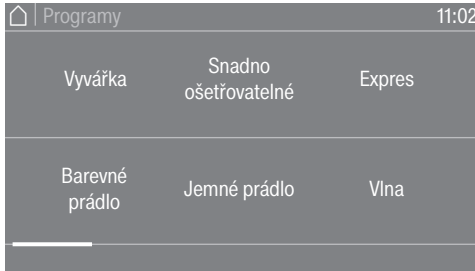 Programy
11:02
Vyvářka
Snadno
ošetřovatelné
Expres
Barevné
prádlo
Jemné prádlo
Vlna